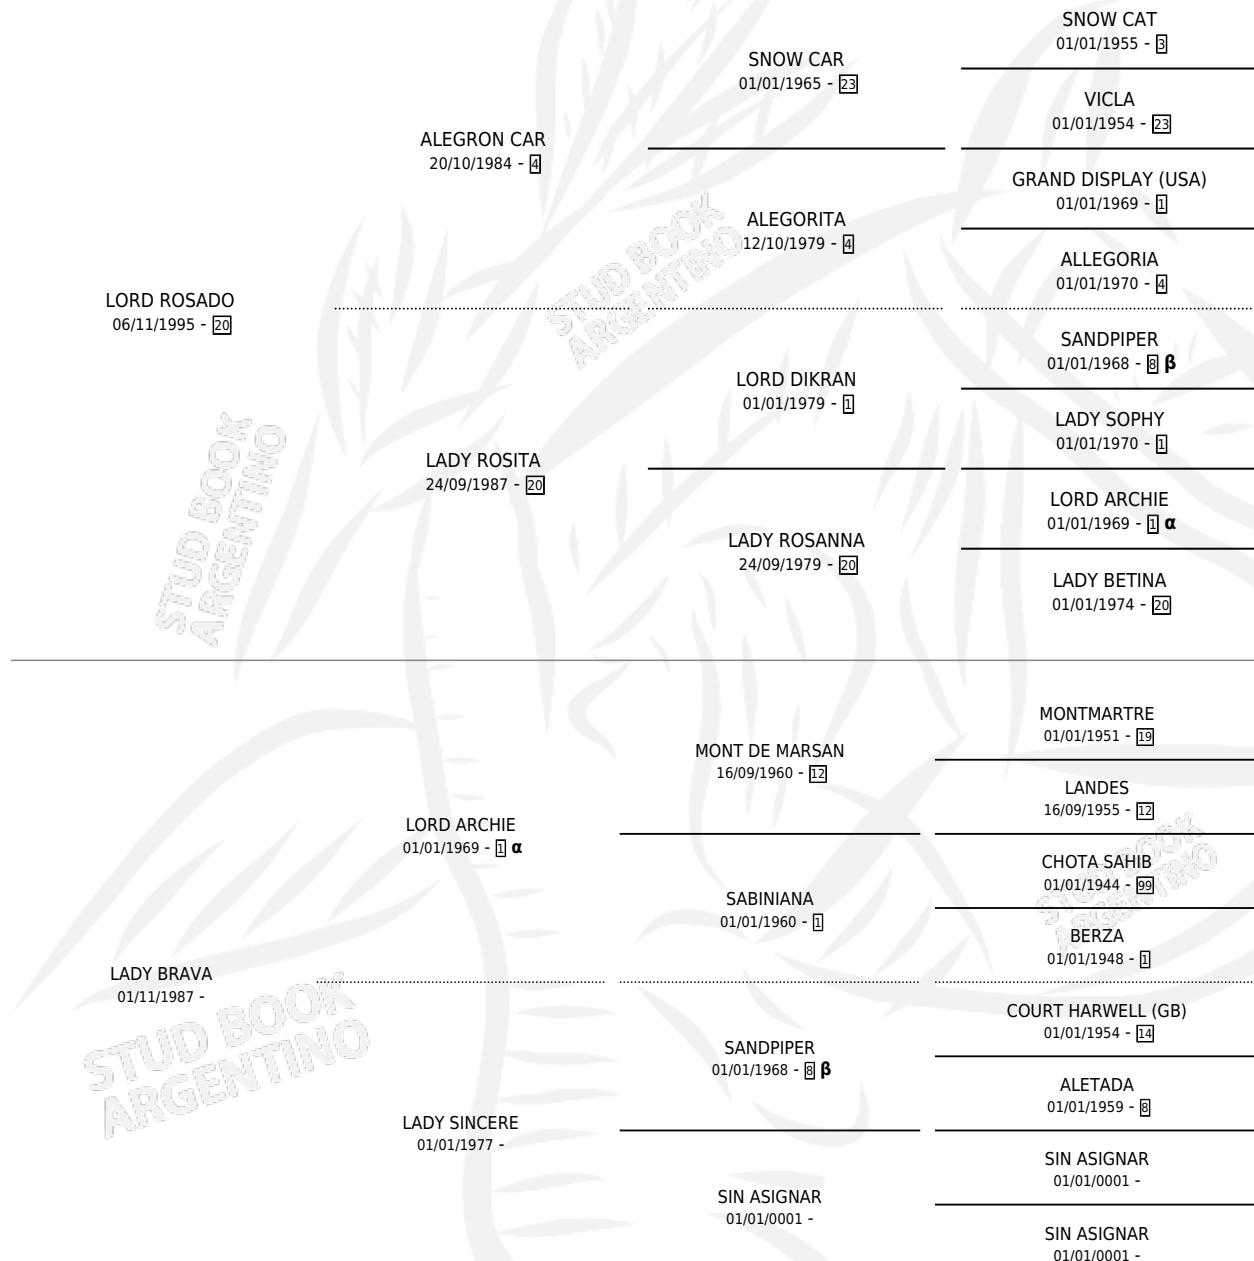 SNOW CAT
01/01/1955 - 3
SNOW CAR
01/01/1965 - 23
VICLA
01/01/1954 - 23
ALEGRON CAR
20/10/1984 - 4
GRAND DISPLAY (USA)
01/01/1969 - 1
ALEGORITA
12/10/1979 - 4
ALLEGORIA
01/01/1970 - 4
STUD BOOK
ARGENTINO
LORD ROSADO
06/11/1995 - 20
SANDPIPER
01/01/1968 - 8 β
LORD DIKRAN
01/01/1979 - 1
LADY SOPHY
01/01/1970 - 1
LADY ROSITA
24/09/1987 - 20
LORD ARCHIE
01/01/1969 - 1 α
LADY ROSANNA
24/09/1979 - 20
LADY BETINA
01/01/1974 - 20
STUD BOOK
ARGENTINO
MONTMARTRE
01/01/1951 - 19
MONT DE MARSAN
16/09/1960 - 12
LANDES
16/09/1955 - 12
LORD ARCHIE
01/01/1969 - 1 α
CHOTA SAHIB
01/01/1944 - 99
SABINIANA
01/01/1960 - 1
STUD BOOK
ARGENTINO
BERZA
01/01/1948 - 1
LADY BRAVA
01/11/1987 -
COURT HARWELL (GB)
01/01/1954 - 14
SANDPIPER
01/01/1968 - 8 β
STUD BOOK
ARGENTINO
ALETADA
01/01/1959 - 8
LADY SINCERE
01/01/1977 -
SIN ASIGNAR
01/01/0001 -
SIN ASIGNAR
01/01/0001 -
SIN ASIGNAR
01/01/0001 -